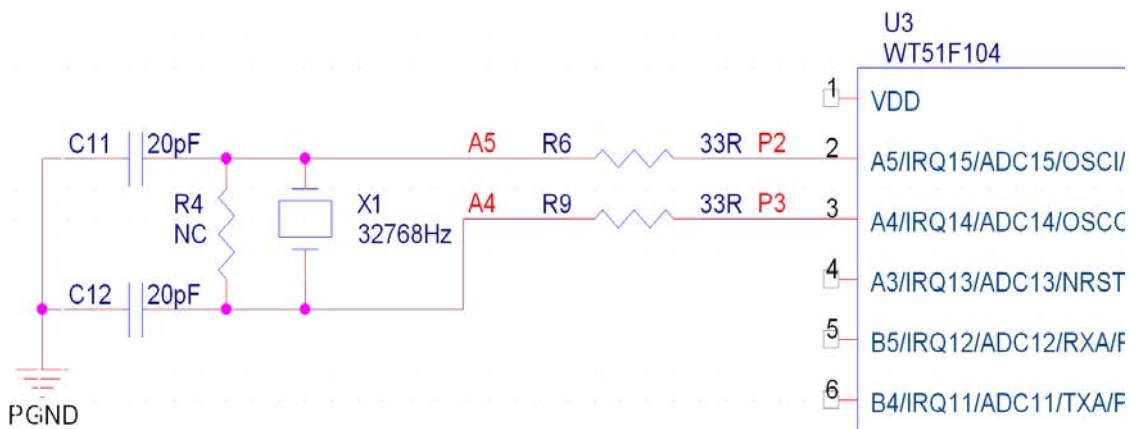 U3
WT51F104
1 VDD
C11 20pF A5 R6 33R P2 2 A5/IRQ15/ADC15/OSCI/
R4 X1 A4 R9 33R P3 3 A4/IRQ14/ADC14/OSCO
NC 32768Hz
4 A3/IRQ13/ADC13/NRST
C12 20pF
5 B5/IRQ12/ADC12/RXA/P
6 B4/IRQ11/ADC11/TXA/P
PGND